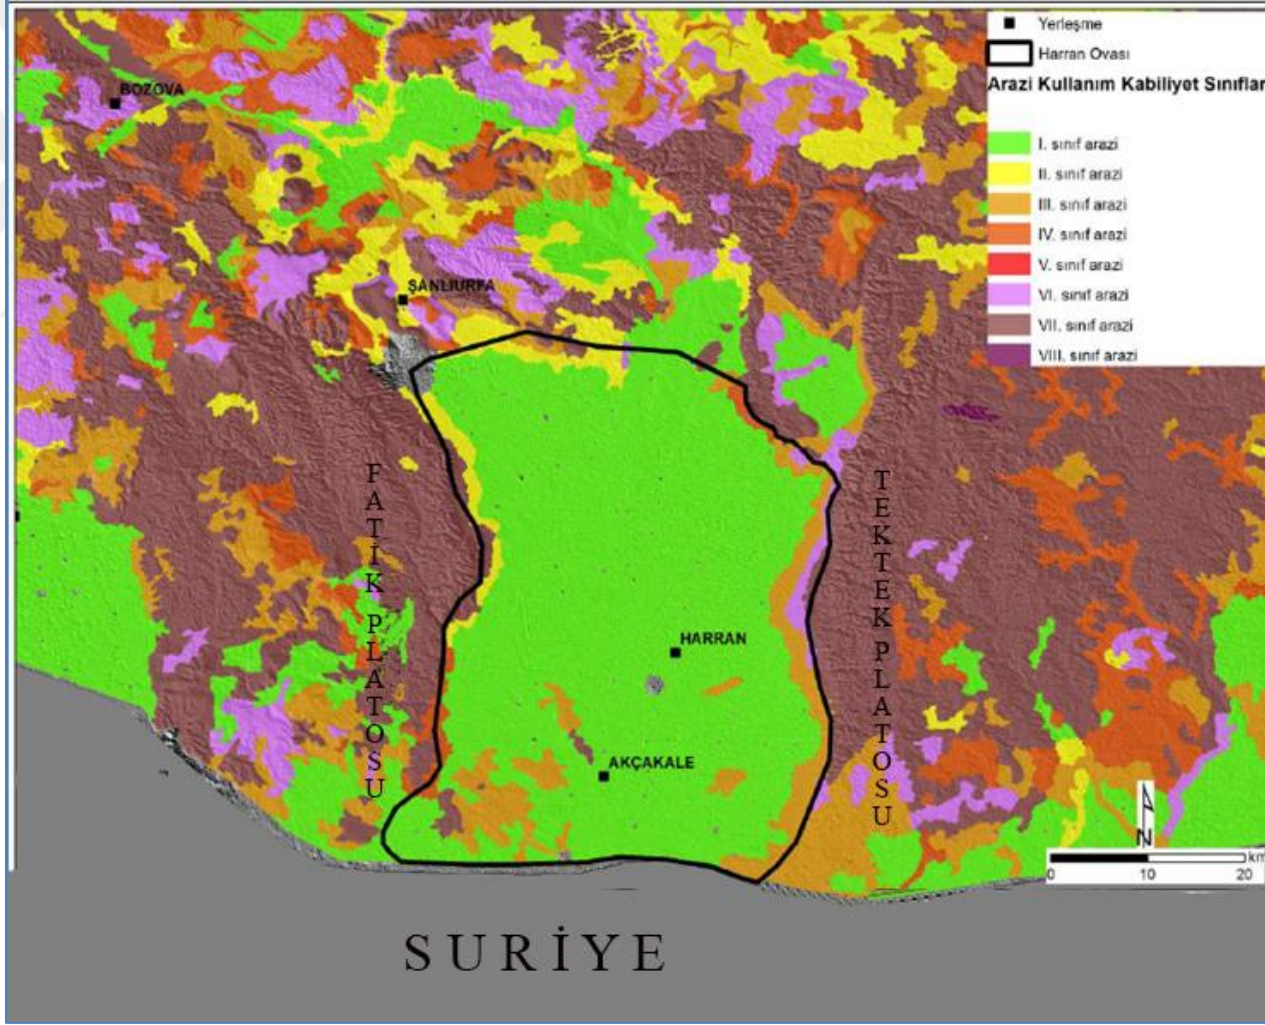 Yerleşme
Harran Ovası
Arazi Kullanım Kabiliyet Sınıflar
I. sınıf arazi
II. sınıf arazi
III. sınıf arazi
IV. sınıf arazi
V. sınıf arazi
VI. sınıf arazi
VII. sınıf arazi
VIII. sınıf arazi
BOZOVA
ŞANLIURFA
FATİK PLATOSU
TEKTEK PLATOSU
HARRAN
AKÇAKALE
N
km
0 10 20
SURİYE